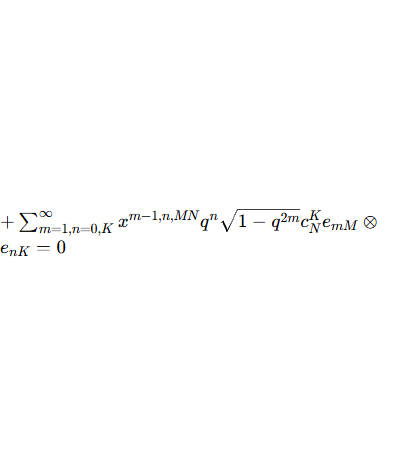 $+\sum_{m=1,n=0,K}^{\infty} x^{m-1,n,MN} q^n \sqrt{1-q^{2m}} c_N^K e_{mM} \otimes$
$e_{nK} = 0$